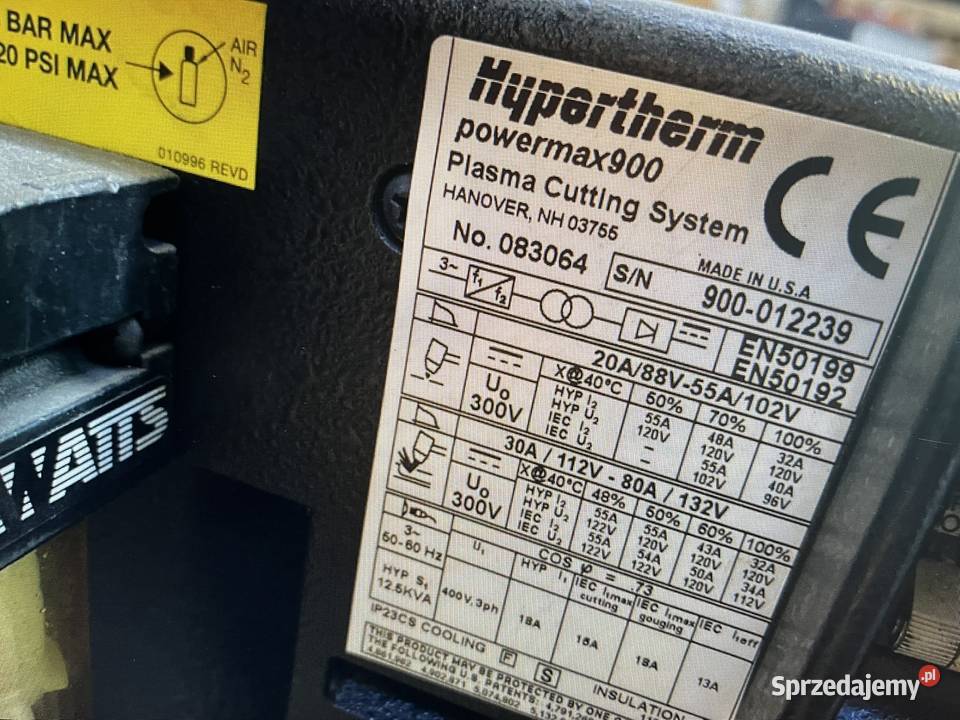 BAR MAX
20 PSI MAX
AIR
N2
010996 REVD
WATTS
Hypertherm
powermax900
Plasma Cutting System
HANOVER, NH 03755
CE
No. 083064
MADE IN U.S.A
S/N 900-012239
3~ f1 f2
EN50199
EN50192
20A/88V-55A/102V
X@40°C 60% 70% 100%
U0 300V
HYP I2 55A 48A 32A
HYP U2 120V 120V 120V
IEC I2 – 55A 40A
IEC U2 – 102V 96V
30A / 112V - 80A / 132V
X@40°C 48% 60% 60% 100%
U0 300V
HYP I2 55A 55A 43A 32A
HYP U2 122V 120V 120V 120V
IEC I2 55A 54A 50A 34A
IEC U2 122V 122V 120V 112V
COS φ = .73
3~ 50-60 Hz
U1 HYP I1 IEC I1max cutting IEC I1max gouging IEC I1eff
HYP S1 12.5KVA
400V, 3ph 18A 15A 18A 13A
IP23CS COOLING F S INSULATION
THIS PRODUCT MAY BE PROTECTED BY ONE
THE FOLLOWING U.S. PATENTS:
Sprzedajemy.pl